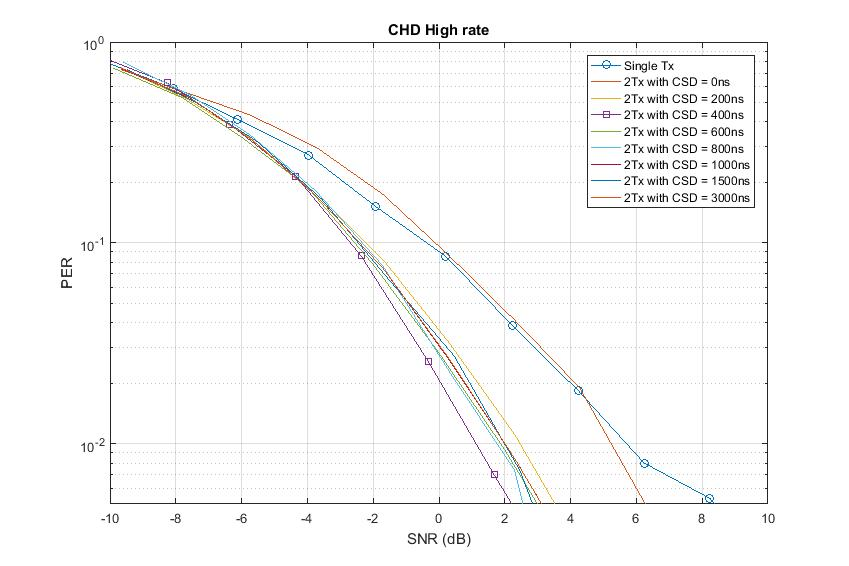 CHD High rate
10^0
Single Tx
2Tx with CSD = 0ns
2Tx with CSD = 200ns
2Tx with CSD = 400ns
2Tx with CSD = 600ns
2Tx with CSD = 800ns
2Tx with CSD = 1000ns
2Tx with CSD = 1500ns
2Tx with CSD = 3000ns
10^-1
PER
10^-2
-10 -8 -6 -4 -2 0 2 4 6 8 10
SNR (dB)